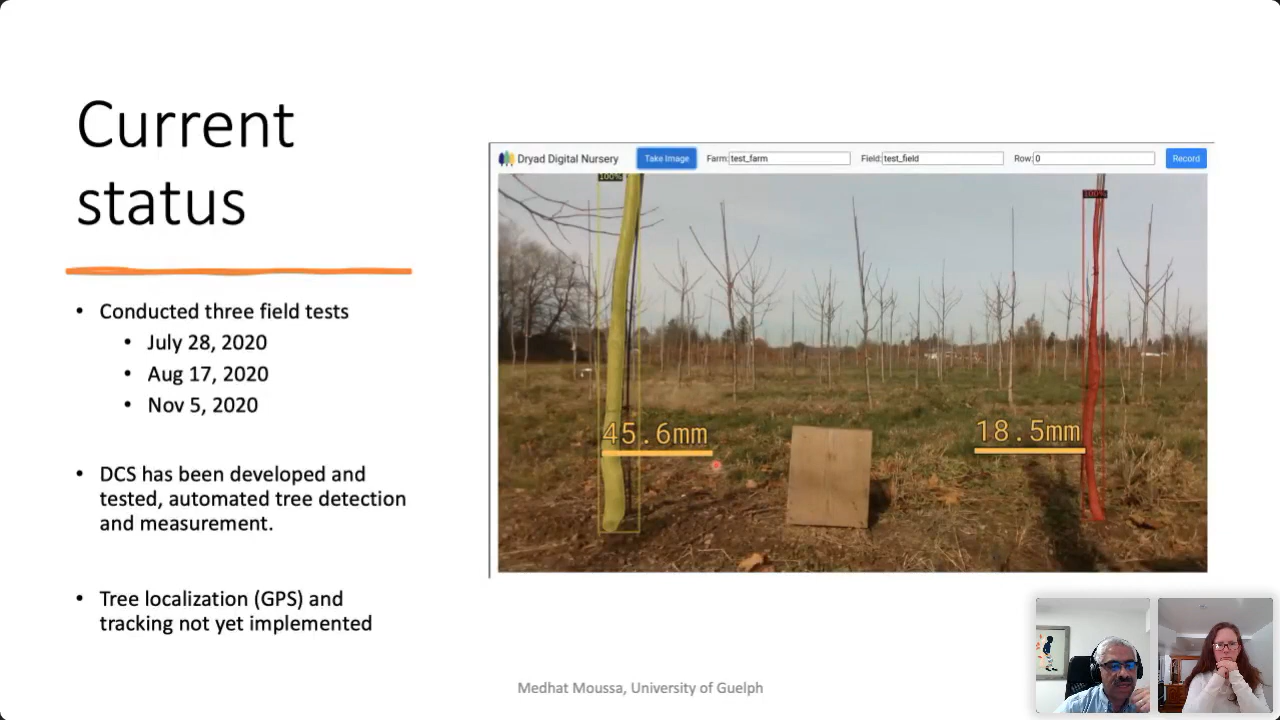 Current
status
• Conducted three field tests
• July 28, 2020
• Aug 17, 2020
• Nov 5, 2020
• DCS has been developed and
tested, automated tree detection
and measurement.
• Tree localization (GPS) and
tracking not yet implemented
Dryad Digital Nursery Take Image Farm: test_farm Field: test_field Row: 0 Record
100%
100%
45.6mm
18.5mm
Medhat Moussa, University of Guelph